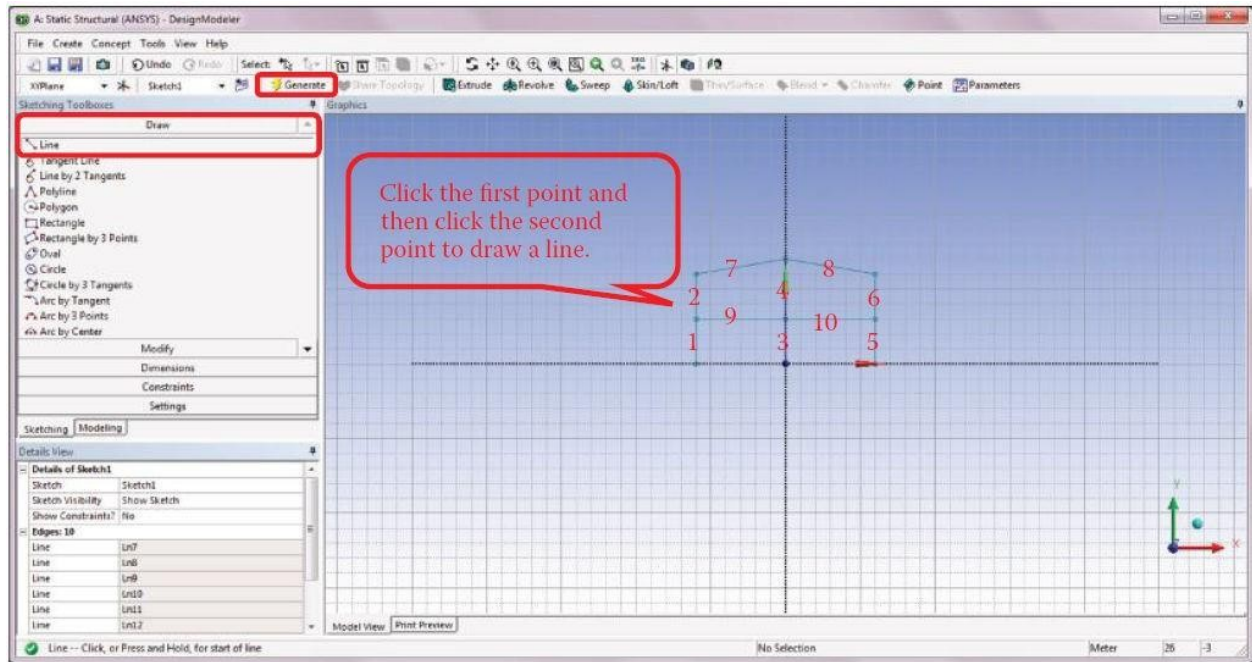 A: Static Structural (ANSYS) - DesignModeler
File Create Concept Tools View Help
Undo Redo Select:
XYPlane Sketch1 Generate Share Topology Extrude Revolve Sweep Skin/Loft Thin/Surface Blend Chamfer Point Parameters
Sketching Toolboxes
Draw
Line
Tangent Line
Line by 2 Tangents
Polyline
Polygon
Rectangle
Rectangle by 3 Points
Oval
Circle
Circle by 3 Tangents
Arc by Tangent
Arc by 3 Points
Arc by Center
Modify
Dimensions
Constraints
Settings
Sketching Modeling
Details View
Details of Sketch1
Sketch Sketch1
Sketch Visibility Show Sketch
Show Constraints? No
Edges: 10
Line Ln7
Line Ln8
Line Ln9
Line Ln10
Line Ln11
Line Ln12
Graphics
Click the first point and
then click the second
point to draw a line.
7 8
2 4 6
9 10
1 3 5
Y
X
Model View Print Preview
Line -- Click, or Press and Hold, for start of line No Selection Meter 26 -3